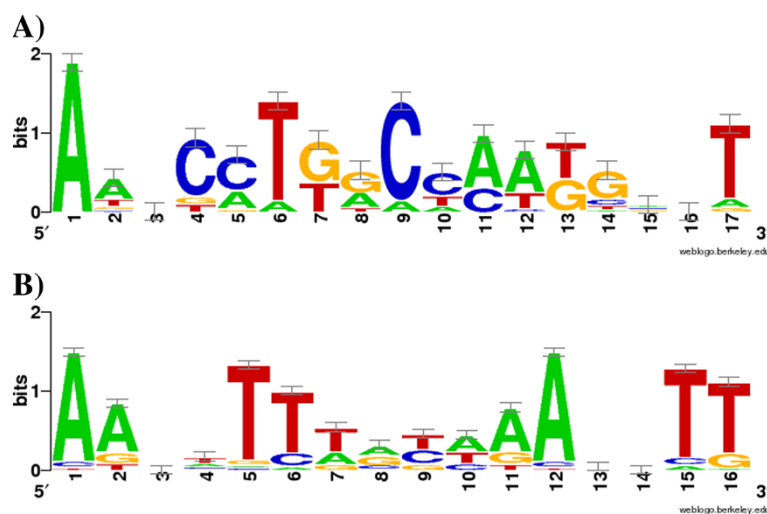 A)
2
bits
1
0
A A C C T G G C C A A T G T
1 2 3 4 5 6 7 8 9 10 11 12 13 14 15 16 17
5′ 3
weblogo.berkeley.edu
B)
2
bits
1
0
A A T T T T A T A A A T T
1 2 3 4 5 6 7 8 9 10 11 12 13 14 15 16
5′ 3
weblogo.berkeley.edu